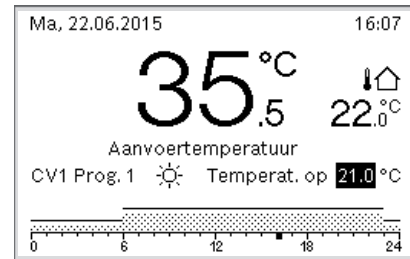 Ma, 22.06.2015 16:07
35.5 °C
22.0 °C
Aanvoertemperatuur
CV1 Prog. 1 Temperat. op 21.0 °C
0 6 12 18 24